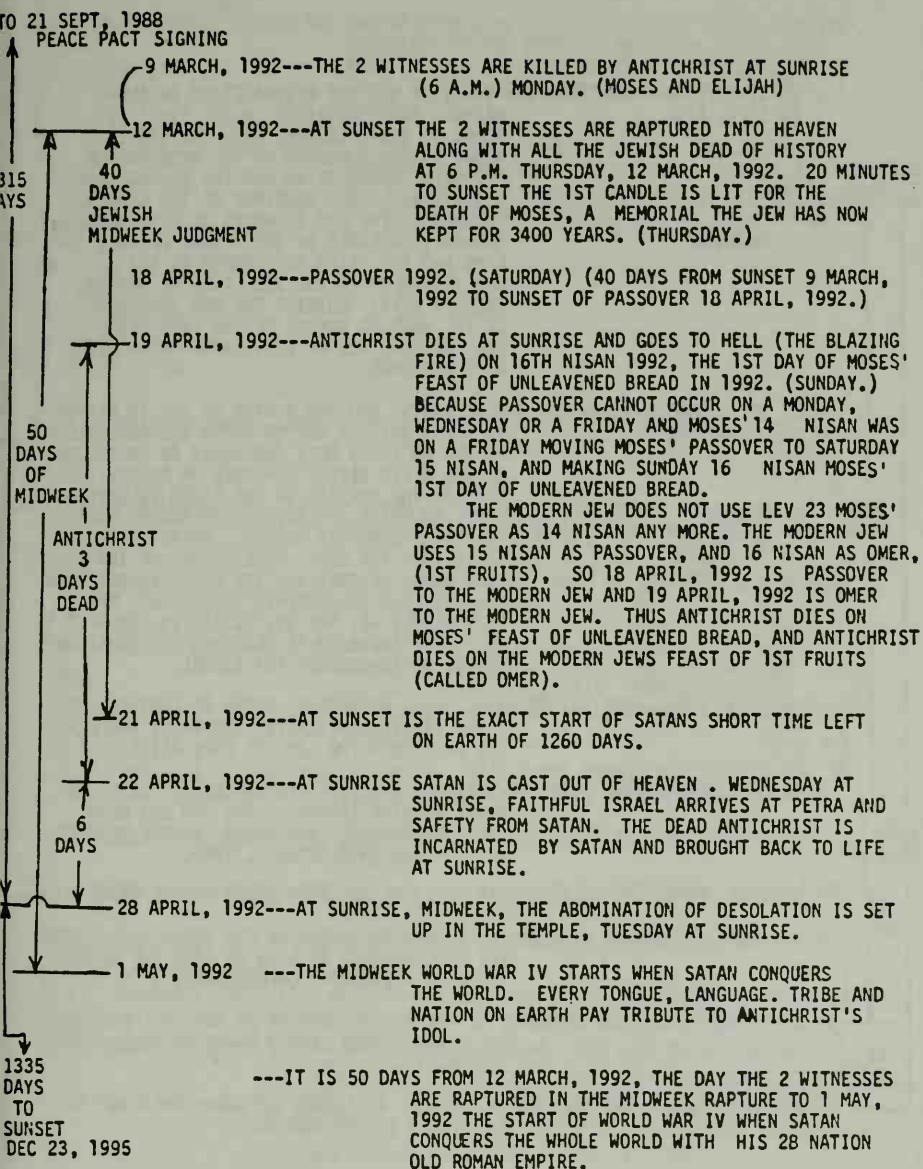 TO 21 SEPT, 1988
PEACE PACT SIGNING
9 MARCH, 1992---THE 2 WITNESSES ARE KILLED BY ANTICHRIST AT SUNRISE
(6 A.M.) MONDAY. (MOSES AND ELIJAH)
12 MARCH, 1992---AT SUNSET THE 2 WITNESSES ARE RAPTURED INTO HEAVEN
ALONG WITH ALL THE JEWISH DEAD OF HISTORY
AT 6 P.M. THURSDAY, 12 MARCH, 1992. 20 MINUTES
TO SUNSET THE 1ST CANDLE IS LIT FOR THE
DEATH OF MOSES, A MEMORIAL THE JEW HAS NOW
KEPT FOR 3400 YEARS. (THURSDAY.)
315
AYS
40
DAYS
JEWISH
MIDWEEK JUDGMENT
18 APRIL, 1992---PASSOVER 1992. (SATURDAY) (40 DAYS FROM SUNSET 9 MARCH,
1992 TO SUNSET OF PASSOVER 18 APRIL, 1992.)
19 APRIL, 1992---ANTICHRIST DIES AT SUNRISE AND GOES TO HELL (THE BLAZING
FIRE) ON 16TH NISAN 1992, THE 1ST DAY OF MOSES'
FEAST OF UNLEAVENED BREAD IN 1992. (SUNDAY.)
BECAUSE PASSOVER CANNOT OCCUR ON A MONDAY,
WEDNESDAY OR A FRIDAY AND MOSES'14 NISAN WAS
ON A FRIDAY MOVING MOSES' PASSOVER TO SATURDAY
15 NISAN, AND MAKING SUNDAY 16 NISAN MOSES'
1ST DAY OF UNLEAVENED BREAD.
THE MODERN JEW DOES NOT USE LEV 23 MOSES'
PASSOVER AS 14 NISAN ANY MORE. THE MODERN JEW
USES 15 NISAN AS PASSOVER, AND 16 NISAN AS OMER,
(1ST FRUITS), SO 18 APRIL, 1992 IS PASSOVER
TO THE MODERN JEW AND 19 APRIL, 1992 IS OMER
TO THE MODERN JEW. THUS ANTICHRIST DIES ON
MOSES' FEAST OF UNLEAVENED BREAD, AND ANTICHRIST
DIES ON THE MODERN JEWS FEAST OF 1ST FRUITS
(CALLED OMER).
50
DAYS
OF
MIDWEEK
ANTICHRIST
3
DAYS
DEAD
21 APRIL, 1992---AT SUNSET IS THE EXACT START OF SATANS SHORT TIME LEFT
ON EARTH OF 1260 DAYS.
22 APRIL, 1992---AT SUNRISE SATAN IS CAST OUT OF HEAVEN . WEDNESDAY AT
SUNRISE, FAITHFUL ISRAEL ARRIVES AT PETRA AND
SAFETY FROM SATAN. THE DEAD ANTICHRIST IS
INCARNATED BY SATAN AND BROUGHT BACK TO LIFE
AT SUNRISE.
6
DAYS
28 APRIL, 1992---AT SUNRISE, MIDWEEK, THE ABOMINATION OF DESOLATION IS SET
UP IN THE TEMPLE, TUESDAY AT SUNRISE.
1 MAY, 1992 ---THE MIDWEEK WORLD WAR IV STARTS WHEN SATAN CONQUERS
THE WORLD. EVERY TONGUE, LANGUAGE. TRIBE AND
NATION ON EARTH PAY TRIBUTE TO ANTICHRIST'S
IDOL.
1335
DAYS
TO
SUNSET
DEC 23, 1995
---IT IS 50 DAYS FROM 12 MARCH, 1992, THE DAY THE 2 WITNESSES
ARE RAPTURED IN THE MIDWEEK RAPTURE TO 1 MAY,
1992 THE START OF WORLD WAR IV WHEN SATAN
CONQUERS THE WHOLE WORLD WITH HIS 28 NATION
OLD ROMAN EMPIRE.